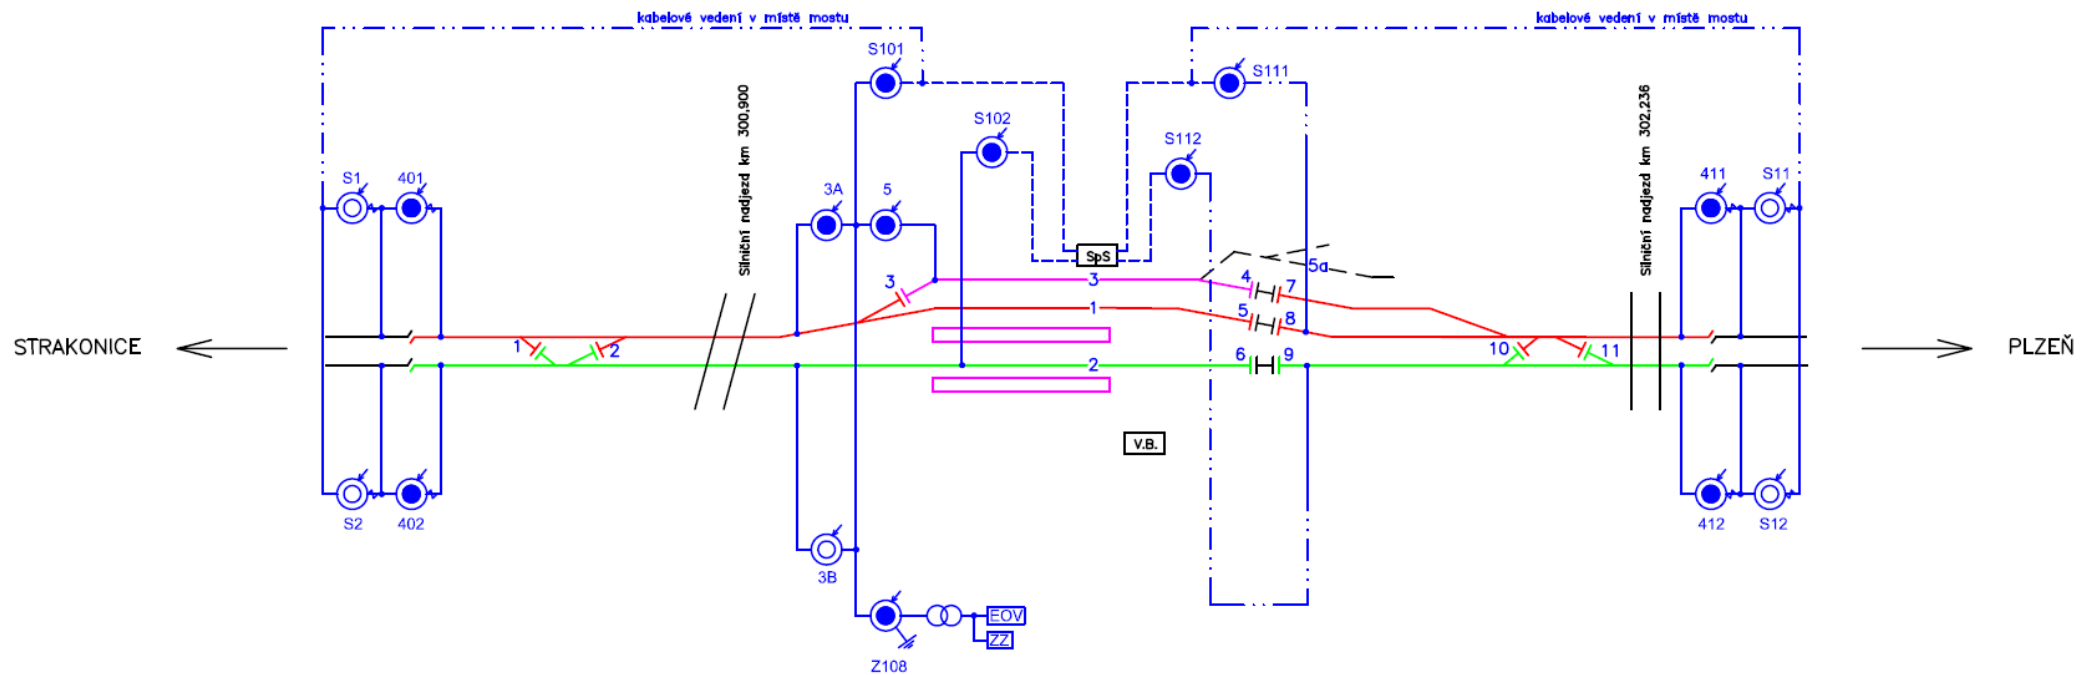 kabelové vedení v místě mostu
kabelové vedení v místě mostu
S101
S111
S102
S112
Silniční nadjezd km 300,900
Silniční nadjezd km 302,236
S1
401
3A
5
411
S11
SpS
5a
3
3
4
7
1
5
8
STRAKONICE
1
2
10
11
PLZEŇ
2
6
9
V.B.
S2
402
412
S12
3B
EOV
ZZ
Z108